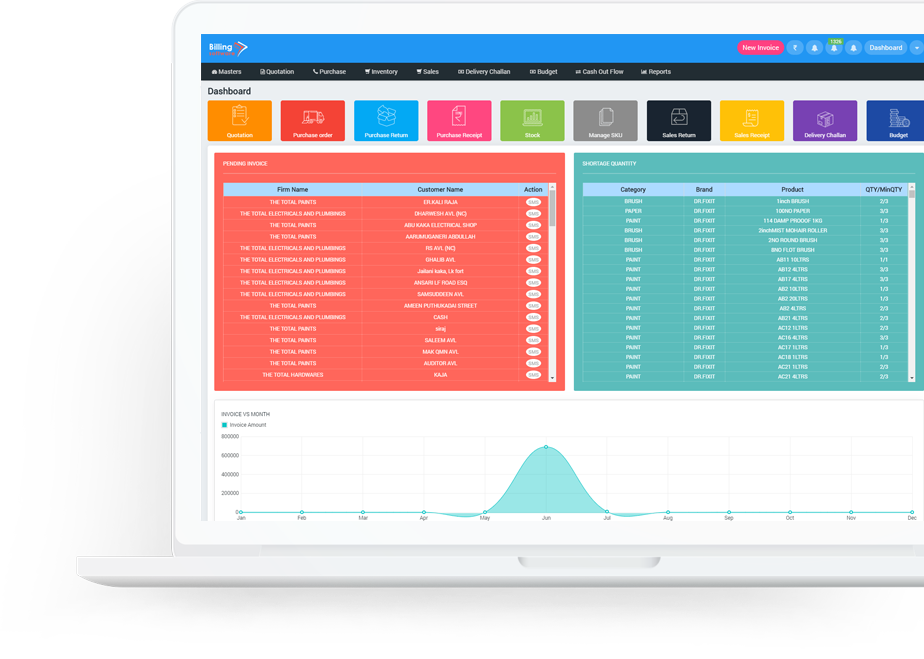 Billing
New Invoice
₹
1326
Dashboard
Masters Quotation Purchase Inventory Sales Delivery Challan Budget Cash Out Flow Reports
Dashboard
Quotation Purchase order Purchase Return Purchase Receipt Stock Manage SKU Sales Return Sales Receipt Delivery Challan Budget
PENDING INVOICE
Firm Name Customer Name Action
THE TOTAL PAINTS ER.KALI RAJA SMS
THE TOTAL ELECTRICALS AND PLUMBINGS DHARWESH AVL (NC) SMS
THE TOTAL PAINTS ABU KAKA ELECTRICAL SHOP SMS
THE TOTAL PAINTS AARUMUGANERI ABDULLAH SMS
THE TOTAL ELECTRICALS AND PLUMBINGS RS AVL (NC) SMS
THE TOTAL ELECTRICALS AND PLUMBINGS GHALIB AVL SMS
THE TOTAL ELECTRICALS AND PLUMBINGS Jailani kaka, Lk fort SMS
THE TOTAL ELECTRICALS AND PLUMBINGS ANSARI LF ROAD ESQ SMS
THE TOTAL ELECTRICALS AND PLUMBINGS SAMSUDDEEN AVL SMS
THE TOTAL PAINTS AMEEN PUTHUKADAI STREET SMS
THE TOTAL ELECTRICALS AND PLUMBINGS CASH SMS
THE TOTAL PAINTS siraj SMS
THE TOTAL PAINTS SALEEM AVL SMS
THE TOTAL PAINTS MAK QMN AVL SMS
THE TOTAL PAINTS AUDITOR AVL SMS
THE TOTAL HARDWARES KAJA SMS
SHORTAGE QUANTITY
Category Brand Product QTY/MinQTY
BRUSH DR.FIXIT 1inch BRUSH 2/3
PAPER DR.FIXIT 100NO PAPER 3/3
PAINT DR.FIXIT 114 DAMP PROOOF 1KG 1/3
BRUSH DR.FIXIT 2inchMIST MOHAIR ROLLER 3/3
BRUSH DR.FIXIT 2NO ROUND BRUSH 3/3
BRUSH DR.FIXIT 8NO FLOT BRUSH 3/3
PAINT DR.FIXIT AB11 10LTRS 1/1
PAINT DR.FIXIT AB12 4LTRS 3/3
PAINT DR.FIXIT AB17 4LTRS 3/3
PAINT DR.FIXIT AB2 10LTRS 1/3
PAINT DR.FIXIT AB2 20LTRS 1/3
PAINT DR.FIXIT AB2 4LTRS 2/3
PAINT DR.FIXIT AB21 4LTRS 2/3
PAINT DR.FIXIT AC12 1LTRS 2/3
PAINT DR.FIXIT AC16 4LTRS 3/3
PAINT DR.FIXIT AC17 1LTRS 1/3
PAINT DR.FIXIT AC18 1LTRS 1/3
PAINT DR.FIXIT AC21 1LTRS 2/3
PAINT DR.FIXIT AC21 4LTRS 2/3
INVOICE VS MONTH
Invoice Amount
800000
600000
400000
200000
0
Jan Feb Mar Apr May Jun Jul Aug Sep Oct Nov Dec